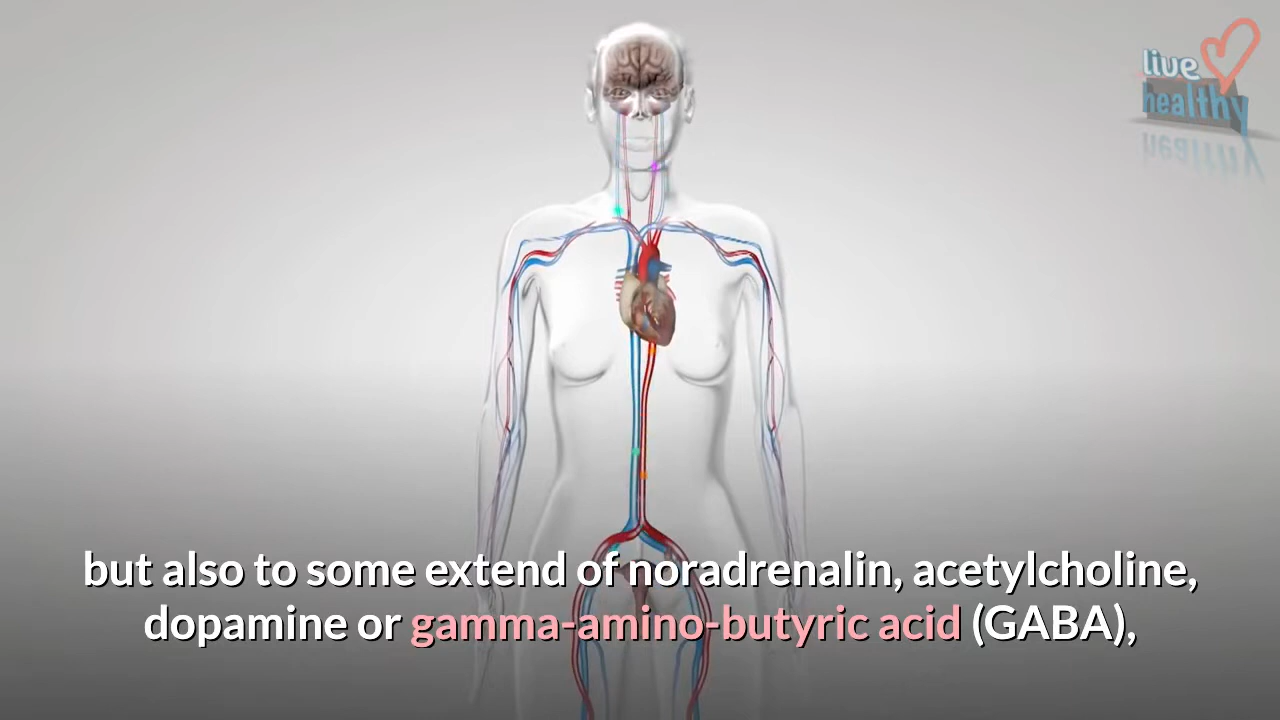 live
healthy
but also to some extend of noradrenalin, acetylcholine,
dopamine or gamma-amino-butyric acid (GABA),